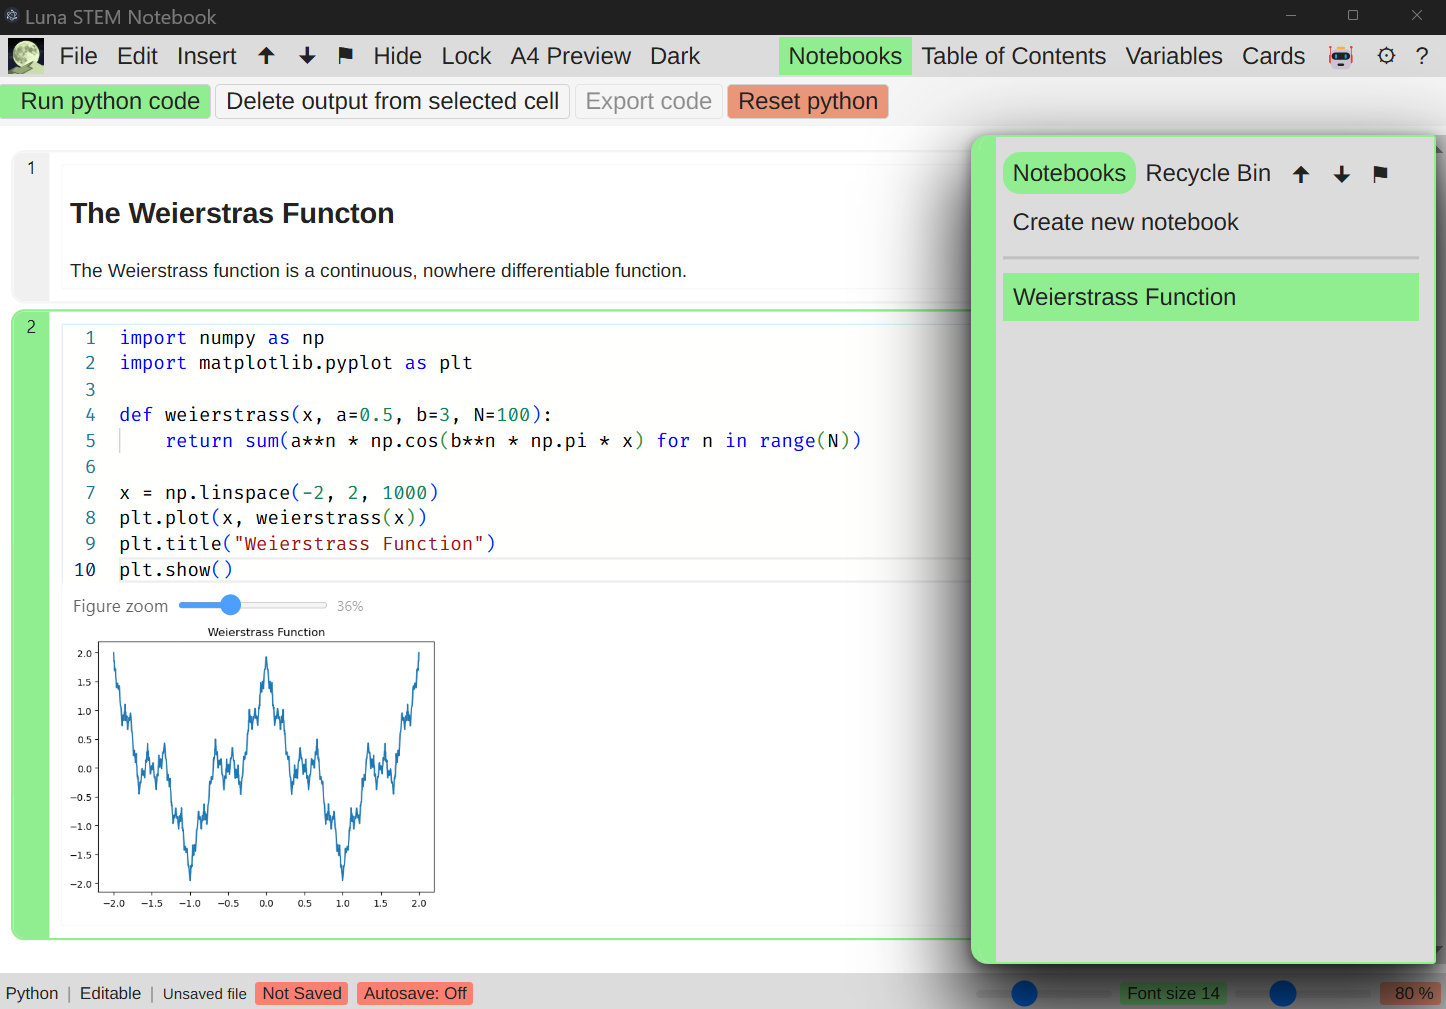 Luna STEM Notebook
File Edit Insert Hide Lock A4 Preview Dark Notebooks Table of Contents Variables Cards ?
Run python code Delete output from selected cell Export code Reset python
Notebooks Recycle Bin
Create new notebook
Weierstrass Function
1
The Weierstras Functon
The Weierstrass function is a continuous, nowhere differentiable function.
2
1 import numpy as np
2 import matplotlib.pyplot as plt
3
4 def weierstrass(x, a=0.5, b=3, N=100):
5     return sum(a**n * np.cos(b**n * np.pi * x) for n in range(N))
6
7 x = np.linspace(-2, 2, 1000)
8 plt.plot(x, weierstrass(x))
9 plt.title("Weierstrass Function")
10 plt.show()
Figure zoom 36%
Weierstrass Function
2.0
1.5
1.0
0.5
0.0
−0.5
−1.0
−1.5
−2.0
−2.0 −1.5 −1.0 −0.5 0.0 0.5 1.0 1.5 2.0
Python | Editable | Unsaved file Not Saved Autosave: Off Font size 14 80 %